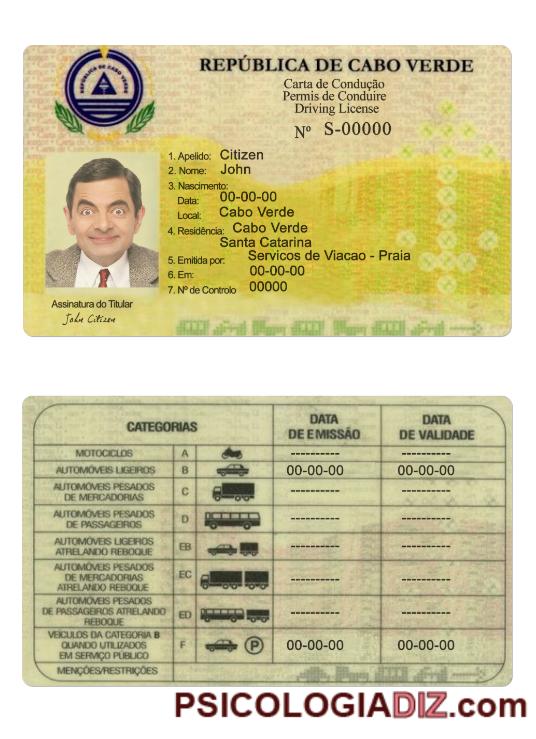 REPÚBLICA DE CABO VERDE
REPÚBLICA DE CABO VERDE
Carta de Condução
Permis de Conduire
Driving License
Nº S-00000
1. Apelido: Citizen
2. Nome: John
3. Nascimento:
Data: 00-00-00
Local: Cabo Verde
4. Residência: Cabo Verde
Santa Catarina
5. Emitida por: Servicos de Viacao - Praia
6. Em: 00-00-00
7. Nº de Controlo 00000
Assinatura do Titular
John Citizen
CATEGORIAS DATA DE EMISSÃO DATA DE VALIDADE
MOTOCICLOS A ---------- ----------
AUTOMÓVEIS LIGEIROS B 00-00-00 00-00-00
AUTOMÓVEIS PESADOS
DE MERCADORIAS C ---------- ----------
AUTOMÓVEIS PESADOS
DE PASSAGEIROS D ---------- ----------
AUTOMÓVEIS LIGEIROS
ATRELANDO REBOQUE EB ---------- ----------
AUTOMÓVEIS PESADOS
DE MERCADORIAS
ATRELANDO REBOQUE EC ---------- ----------
AUTOMÓVEIS PESADOS
DE PASSAGEIROS ATRELANDO
REBOQUE ED ---------- ----------
VEÍCULOS DA CATEGORIA B
QUANDO UTILIZADOS
EM SERVIÇO PÚBLICO F P 00-00-00 00-00-00
MENÇÕES/RESTRIÇÕES
PSICOLOGIADIZ.com